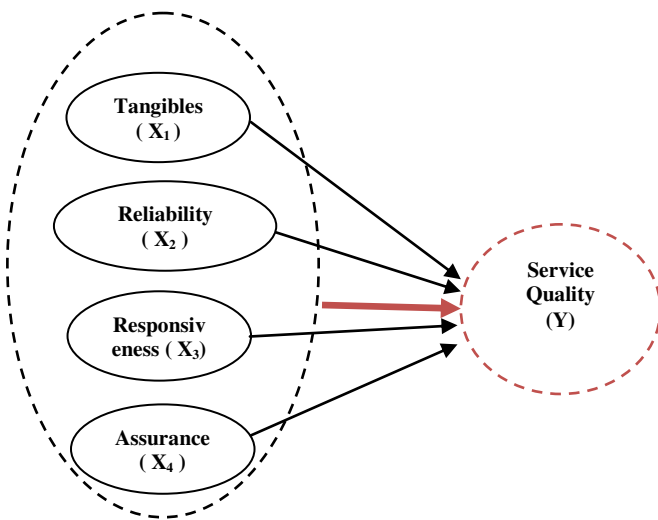 Tangibles
( X₁ )
Reliability
( X₂ )
Responsiv
eness ( X₃)
Assurance
( X₄ )
Service
Quality
(Y)